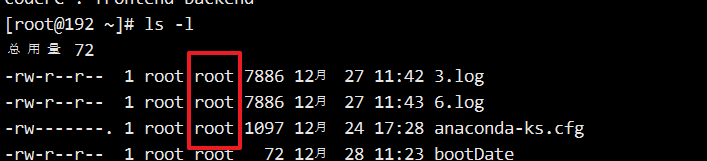 [root@192 ~]# ls -l
总用量 72
-rw-r--r-- 1 root root 7886 12月 27 11:42 3.log
-rw-r--r-- 1 root root 7886 12月 27 11:43 6.log
-rw-------. 1 root root 1097 12月 24 17:28 anaconda-ks.cfg
-rw-r--r-- 1 root root 72 12月 28 11:23 bootDate